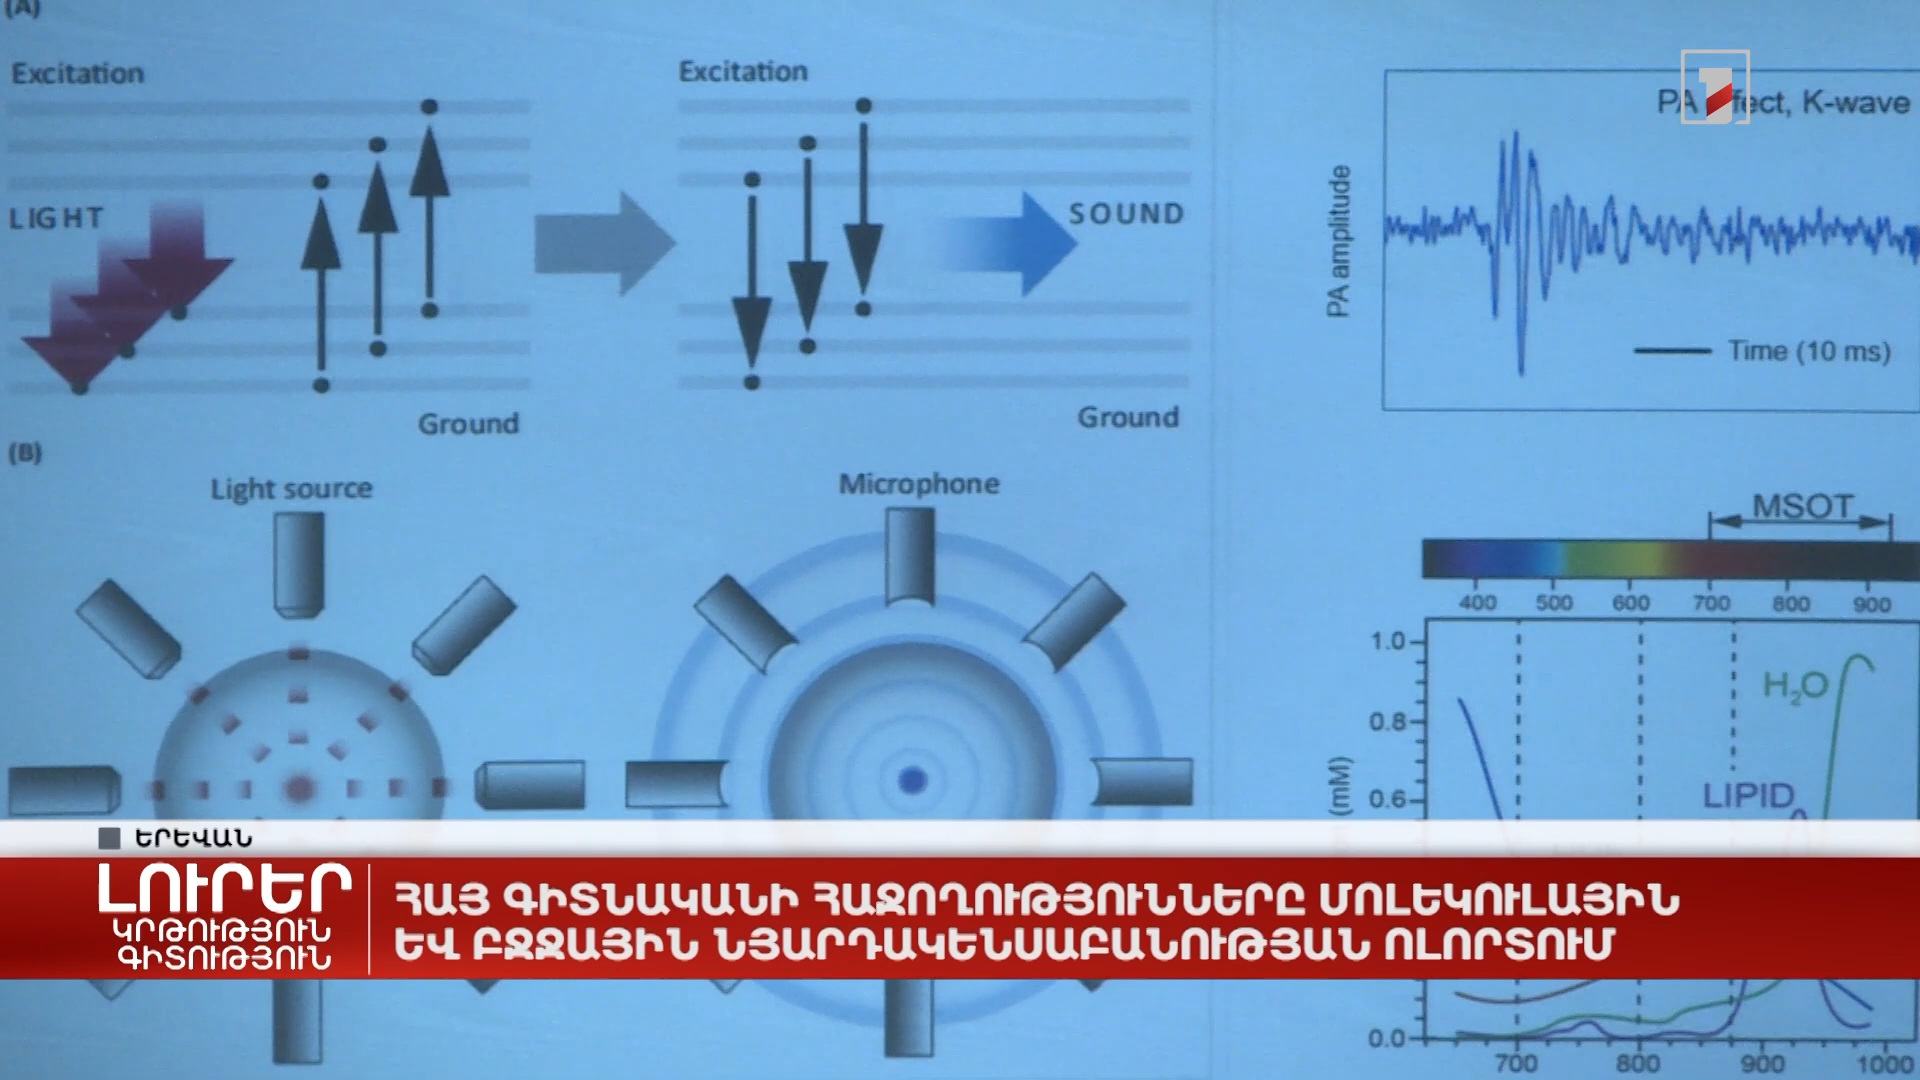 (A)
Excitation
LIGHT
Ground
Excitation
SOUND
Ground
PA
fect, K-wave
PA amplitude
Time (10 ms)
(B)
Light source
Microphone
MSOT
400 500 600 700 800 900
1.0
0.8
0.6
0.0
(mM)
H₂O
LIPID
700 800 900 1000
ԵՐԵՎԱՆ
ԼՈՒՐԵՐ
ԿՐԹՈՒԹՅՈՒՆ
ԳԻՏՈՒԹՅՈՒՆ
ՀԱՅ ԳԻՏՆԱԿԱՆԻ ՀԱՋՈՂՈՒԹՅՈՒՆՆԵՐԸ ՄՈԼԵԿՈՒԼԱՅԻՆ
ԵՎ ԲՋՋԱՅԻՆ ՆՅԱՐԴԱԿԵՆՍԱԲԱՆՈՒԹՅԱՆ ՈԼՈՐՏՈՒՄ